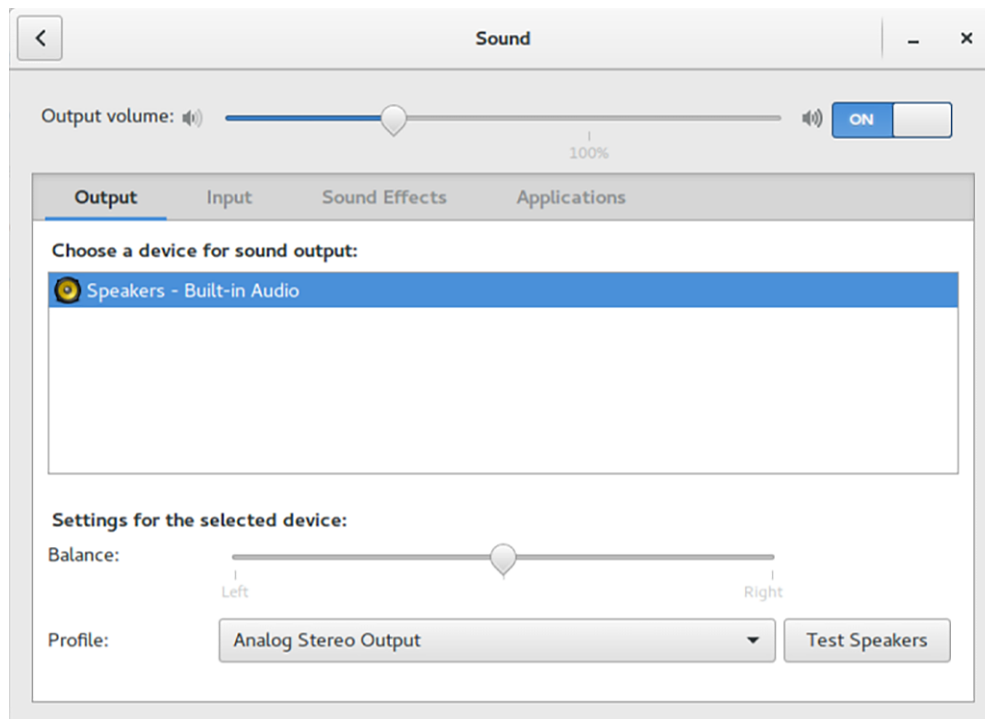 Sound
Output volume:
ON
100%
Output Input Sound Effects Applications
Choose a device for sound output:
Speakers - Built-in Audio
Settings for the selected device:
Balance:
Left Right
Profile: Analog Stereo Output Test Speakers